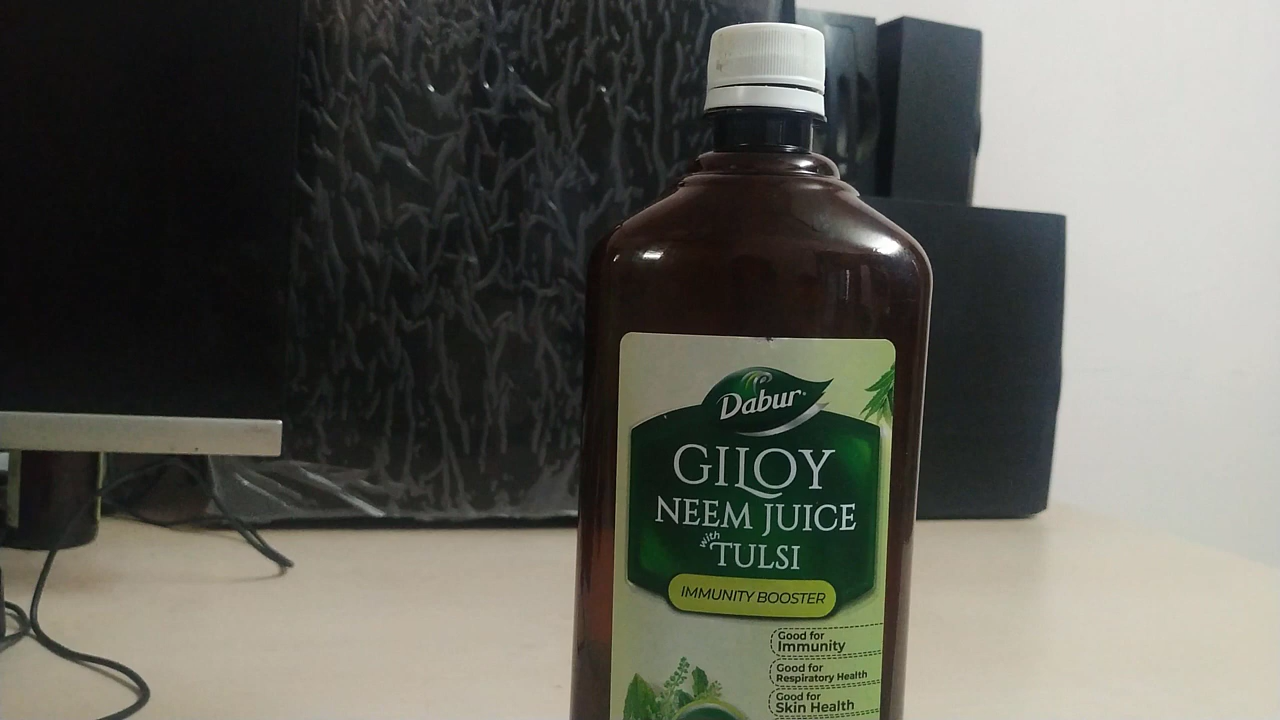 Dabur
GILOY
NEEM JUICE
with TULSI
IMMUNITY BOOSTER
Good for
Immunity
Good for
Respiratory Health
Good for
Skin Health